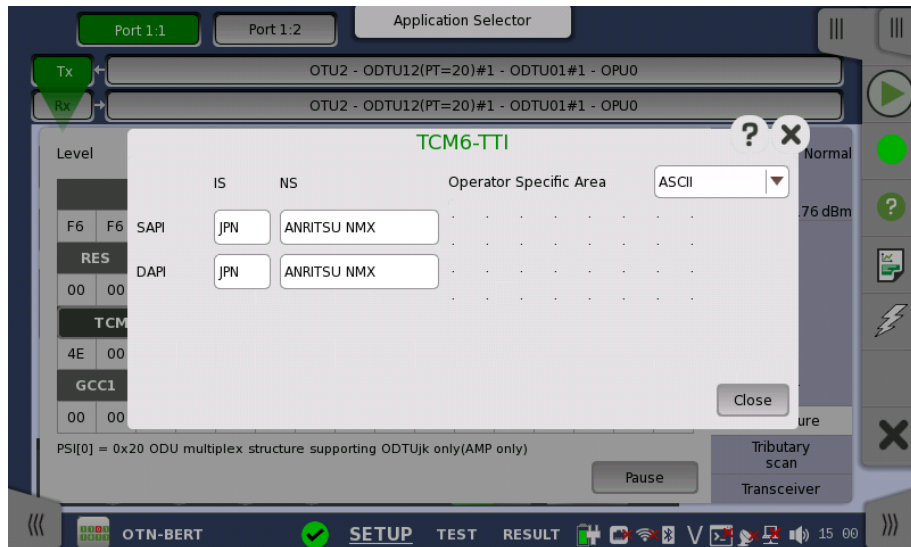 Port 1:1
Port 1:2
Application Selector
Tx
OTU2 - ODTU12(PT=20)#1 - ODTU01#1 - OPU0
Rx
OTU2 - ODTU12(PT=20)#1 - ODTU01#1 - OPU0
TCM6-TTI
?
Level
Normal
IS
NS
Operator Specific Area
ASCII
.76 dBm
?
F6
F6
SAPI
JPN
ANRITSU NMX
RES
DAPI
JPN
ANRITSU NMX
00
00
TCM
4E
00
GCC1
Close
00
00
ure
PSI[0] = 0x20 ODU multiplex structure supporting ODTUjk only(AMP only)
Tributary
scan
Pause
Transceiver
OTN-BERT
SETUP
TEST
RESULT
V
15 00